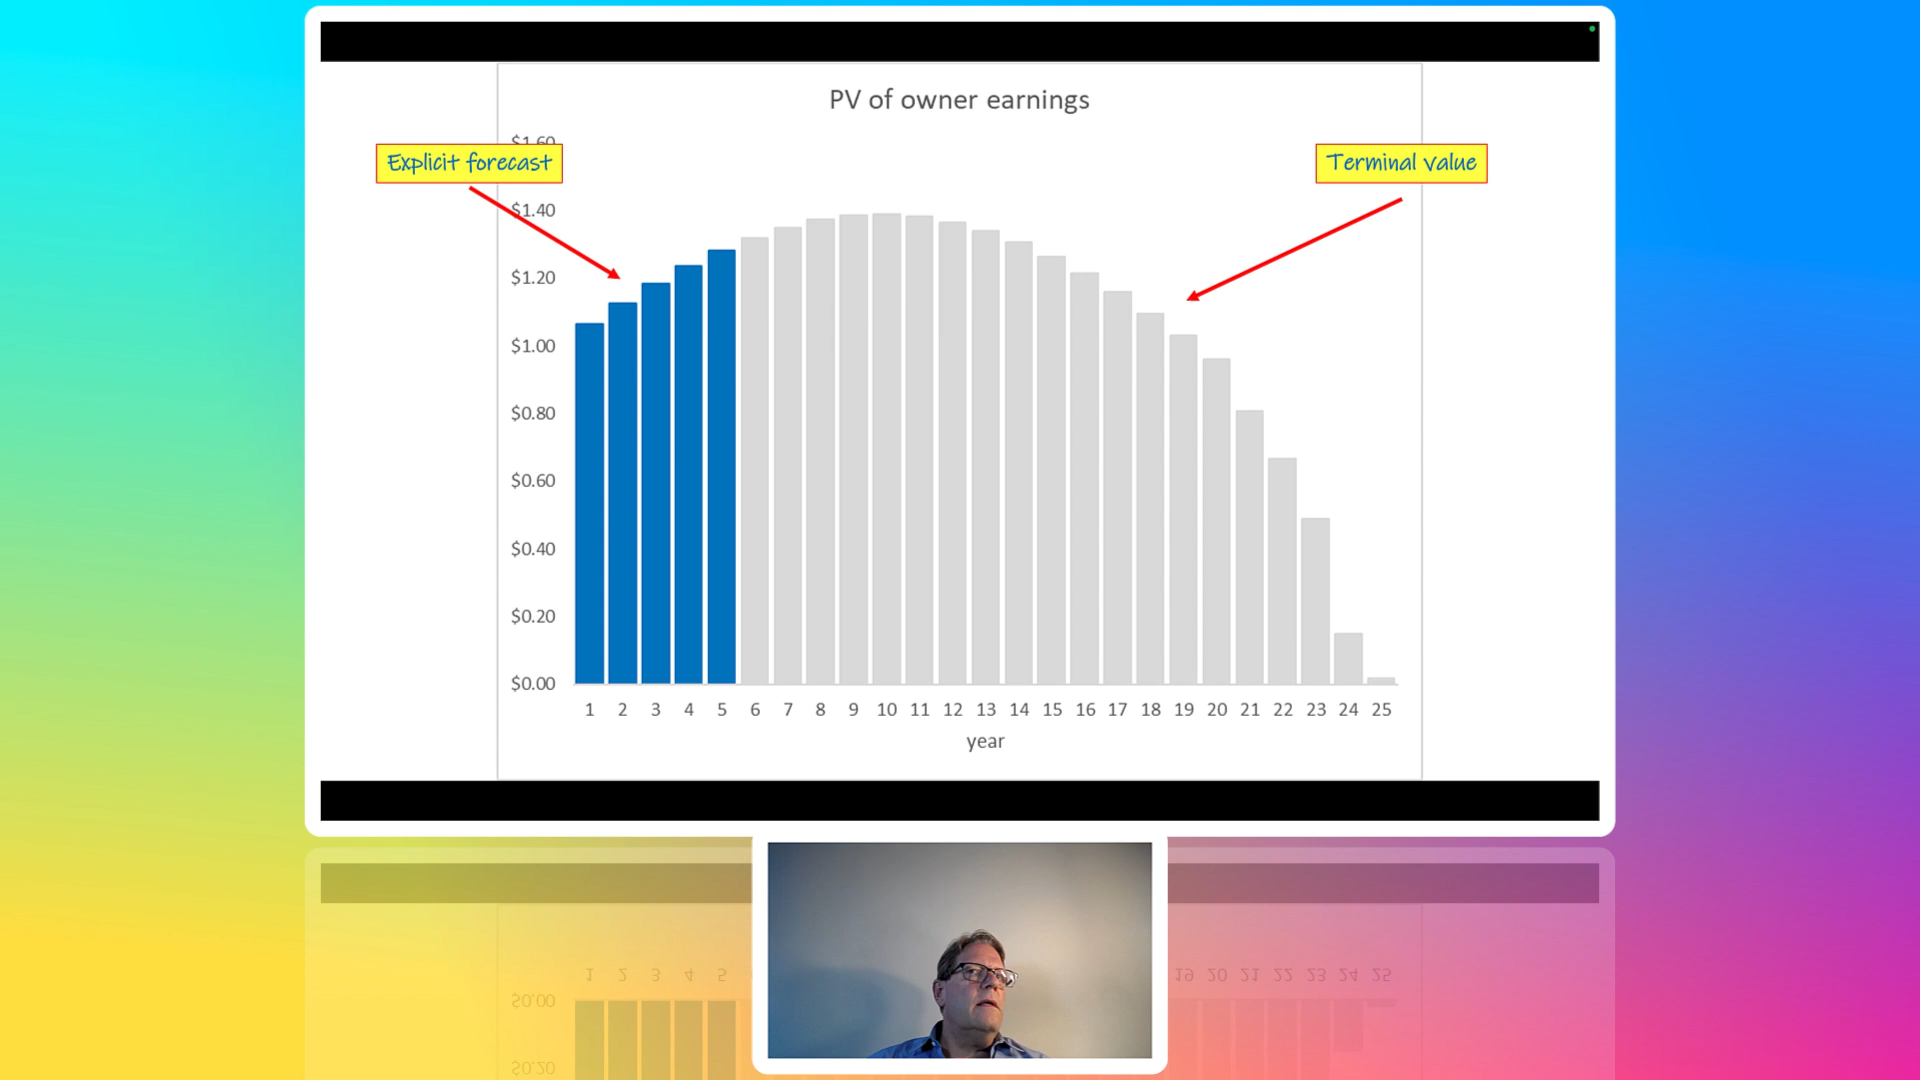 PV of owner earnings
Explicit forecast
Terminal value
$1.60
$1.40
$1.20
$1.00
$0.80
$0.60
$0.40
$0.20
$0.00
1 2 3 4 5 6 7 8 9 10 11 12 13 14 15 16 17 18 19 20 21 22 23 24 25
year